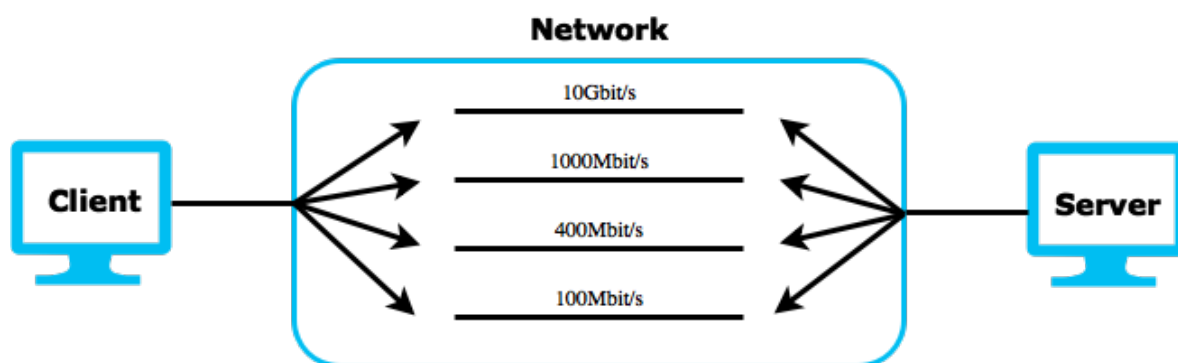 Network
10Gbit/s
1000Mbit/s
Client
Server
400Mbit/s
100Mbit/s